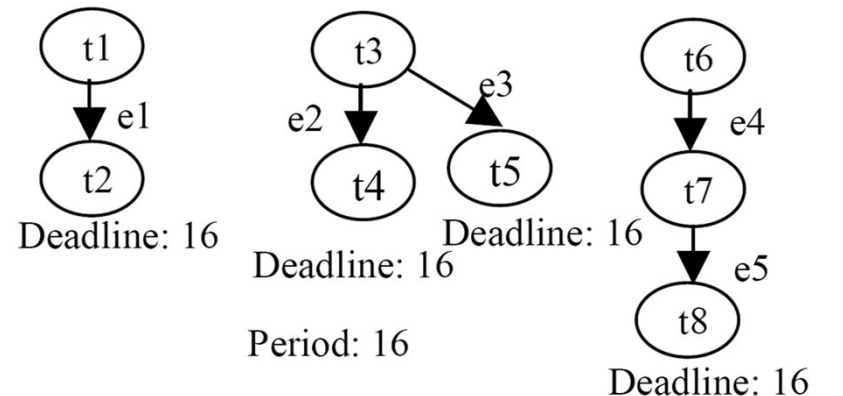 t1
e1
t2
Deadline: 16
t3
e3
e2
t4
t5
Deadline: 16
Deadline: 16
Period: 16
t6
e4
t7
e5
t8
Deadline: 16